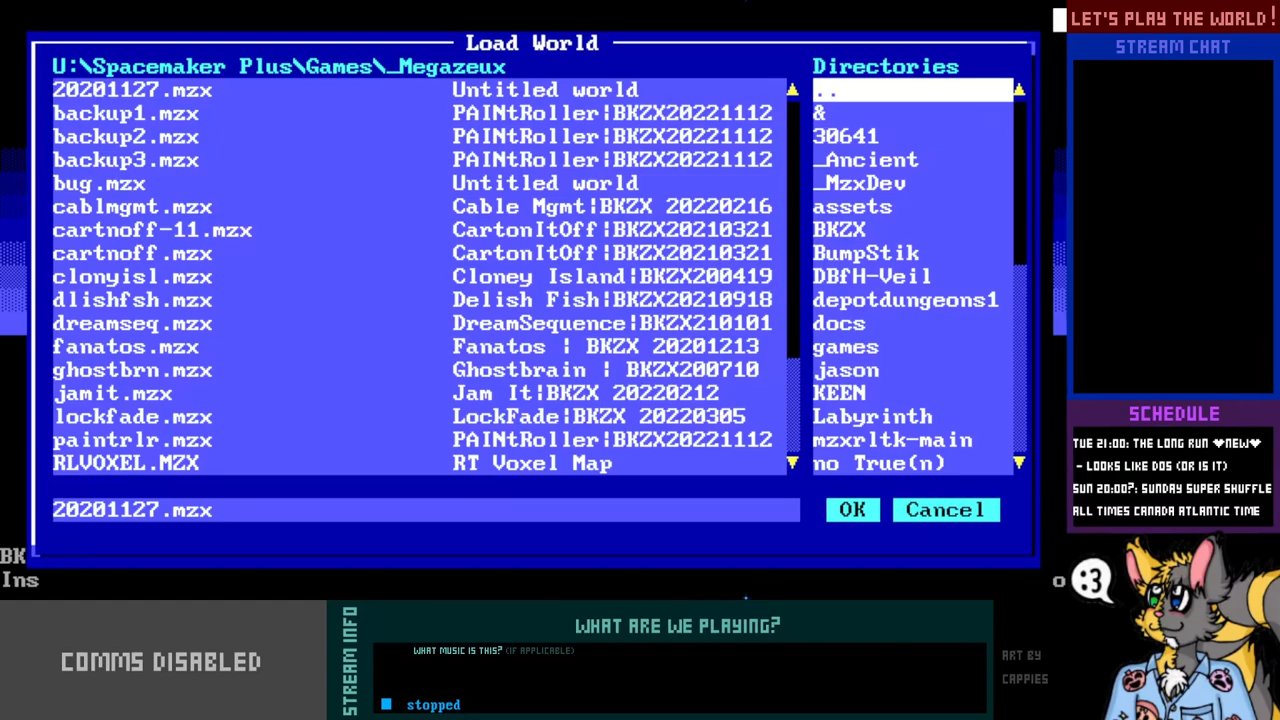 Load World
U:\Spacemaker Plus\Games\_Megazeux
Directories
20201127.mzx Untitled world ..
backup1.mzx PAINtRoller¦BKZX20221112 &
backup2.mzx PAINtRoller¦BKZX20221112 30641
backup3.mzx PAINtRoller¦BKZX20221112 _Ancient
bug.mzx Untitled world _MzxDev
cablmgmt.mzx Cable Mgmt¦BKZX 20220216 assets
cartnoff-11.mzx CartonItOff¦BKZX20210321 BKZX
cartnoff.mzx CartonItOff¦BKZX20210321 BumpStik
clonyisl.mzx Cloney Island¦BKZX200419 DBfH-Veil
dlishfsh.mzx Delish Fish¦BKZX20210918 depotdungeons1
dreamseq.mzx DreamSequence¦BKZX210101 docs
fanatos.mzx Fanatos ¦ BKZX 20201213 games
ghostbrn.mzx Ghostbrain ¦ BKZX200710 jason
jamit.mzx Jam It¦BKZX 20220212 KEEN
lockfade.mzx LockFade¦BKZX 20220305 Labyrinth
paintrlr.mzx PAINtRoller¦BKZX20221112 mzxrltk-main
RLVOXEL.MZX RT Voxel Map no True(n)
20201127.mzx OK Cancel
BK
Ins
LET'S PLAY THE WORLD!
STREAM CHAT
SCHEDULE
TUE 21:00: THE LONG RUN ♥NEW♥
- LOOKS LIKE DOS (OR IS IT)
SUN 20:00?: SUNDAY SUPER SHUFFLE
ALL TIMES CANADA ATLANTIC TIME
o
:3
COMMS DISABLED
STREAM INFO
WHAT ARE WE PLAYING?
WHAT MUSIC IS THIS? (IF APPLICABLE)
stopped
ART BY
CAPPIES